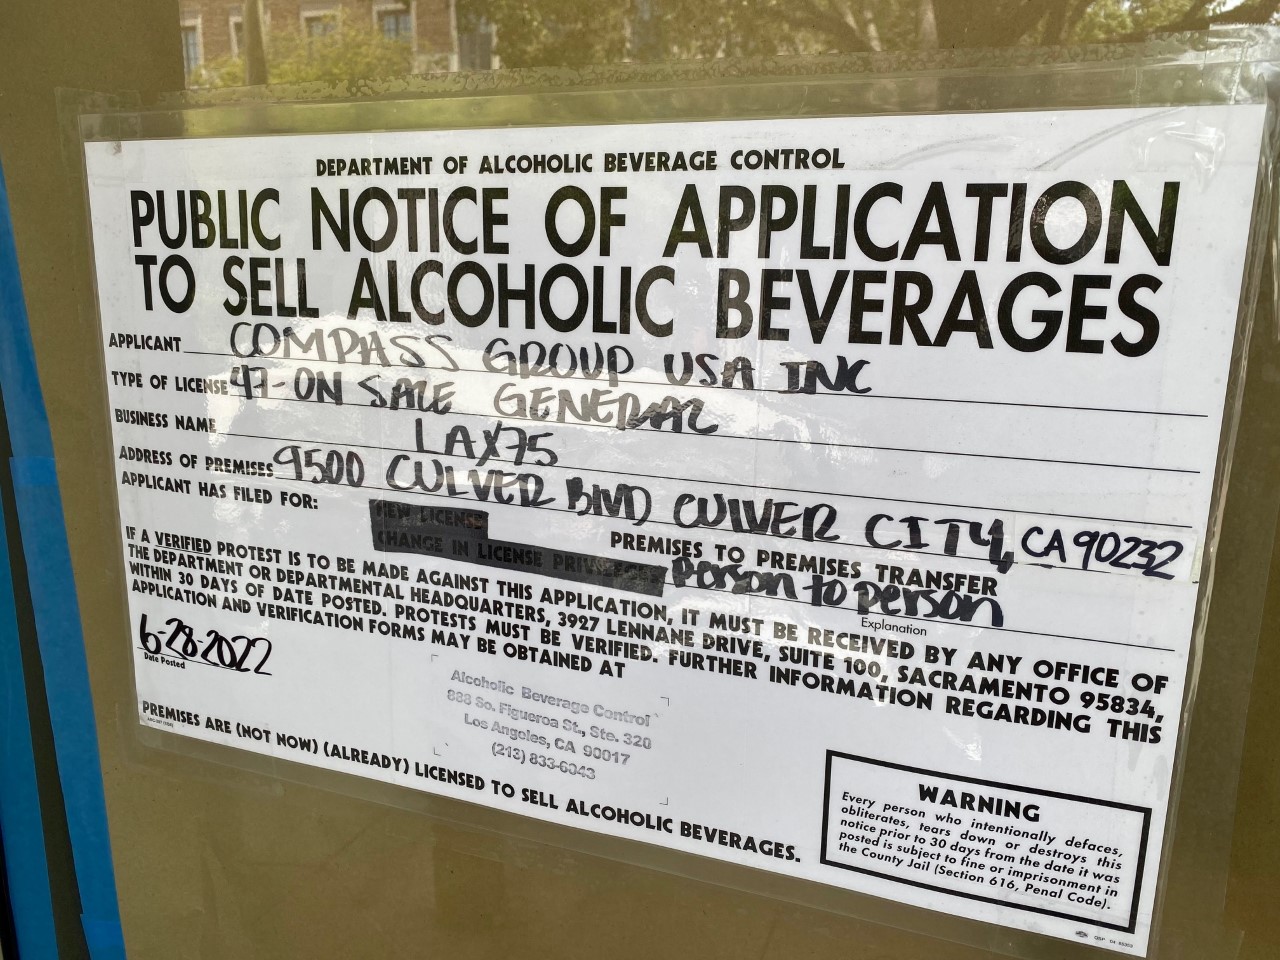 DEPARTMENT OF ALCOHOLIC BEVERAGE CONTROL
PUBLIC NOTICE OF APPLICATION
TO SELL ALCOHOLIC BEVERAGES
APPLICANT COMPASS GROUP USA INC
TYPE OF LICENSE 47-ON SALE GENERAL
BUSINESS NAME LAX75
ADDRESS OF PREMISES 9500 CULVER BLVD CULVER CITY, CA 90232
APPLICANT HAS FILED FOR:
NEW LICENSE
PREMISES TO PREMISES TRANSFER
CHANGE IN LICENSE PRIVILEGES Person to person
Explanation
IF A VERIFIED PROTEST IS TO BE MADE AGAINST THIS APPLICATION, IT MUST BE RECEIVED BY ANY OFFICE OF
THE DEPARTMENT OR DEPARTMENTAL HEADQUARTERS, 3927 LENNANE DRIVE, SUITE 100, SACRAMENTO 95834,
WITHIN 30 DAYS OF DATE POSTED. PROTESTS MUST BE VERIFIED. FURTHER INFORMATION REGARDING THIS
APPLICATION AND VERIFICATION FORMS MAY BE OBTAINED AT
6-28-2022
Date Posted
Alcoholic Beverage Control
888 So. Figueroa St., Ste. 320
Los Angeles, CA 90017
(213) 833-6043
PREMISES ARE (NOT NOW) (ALREADY) LICENSED TO SELL ALCOHOLIC BEVERAGES.
WARNING
Every person who intentionally defaces,
obliterates, tears down or destroys this
notice prior to 30 days from the date it was
posted is subject to fine or imprisonment in
the County Jail (Section 616, Penal Code).